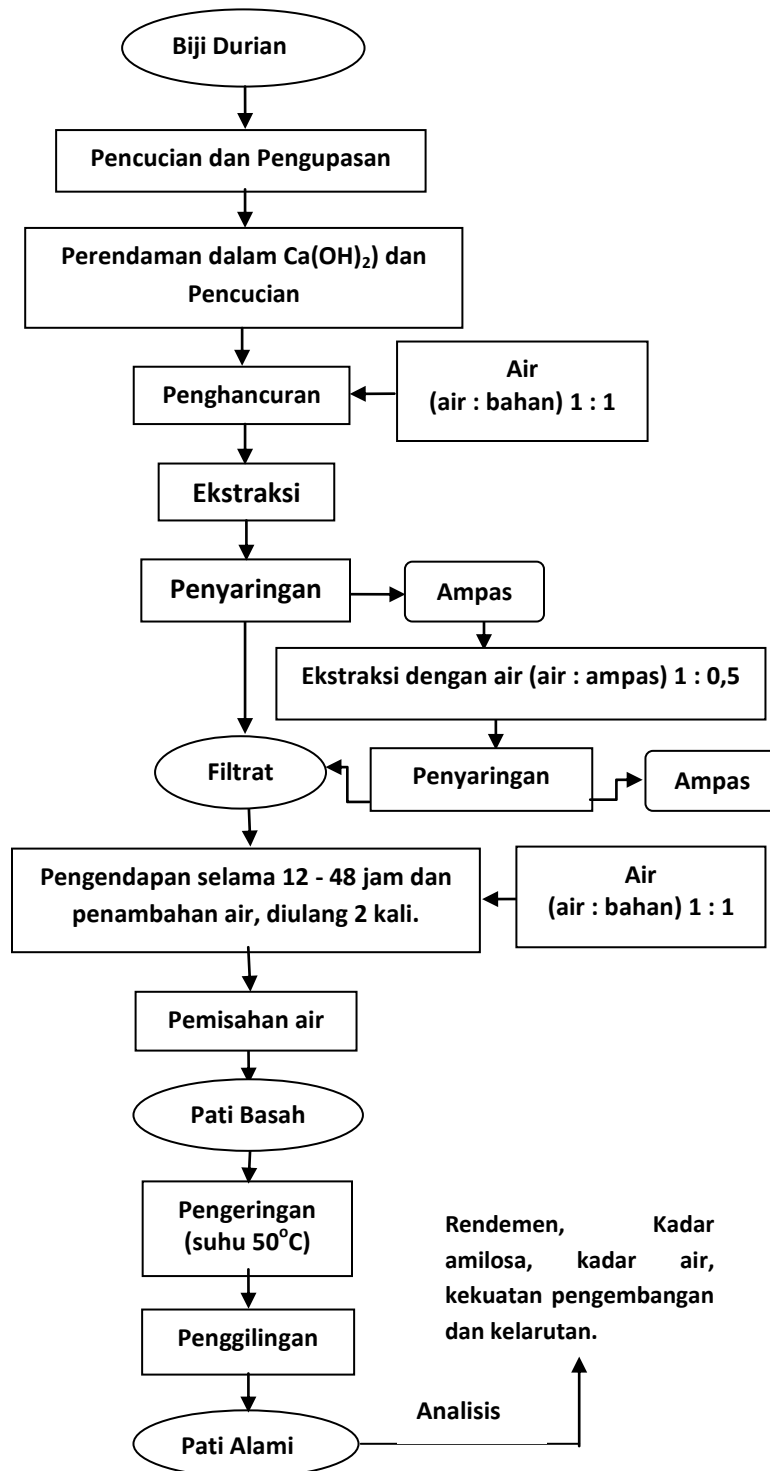 Biji Durian
Pencucian dan Pengupasan
Perendaman dalam Ca(OH)₂) dan
Pencucian
Penghancuran
Air
(air : bahan) 1 : 1
Ekstraksi
Penyaringan
Ampas
Ekstraksi dengan air (air : ampas) 1 : 0,5
Filtrat
Penyaringan
Ampas
Pengendapan selama 12 - 48 jam dan
penambahan air, diulang 2 kali.
Air
(air : bahan) 1 : 1
Pemisahan air
Pati Basah
Pengeringan
(suhu 50°C)
Penggilingan
Pati Alami
Analisis
Rendemen, Kadar
amilosa, kadar air,
kekuatan pengembangan
dan kelarutan.